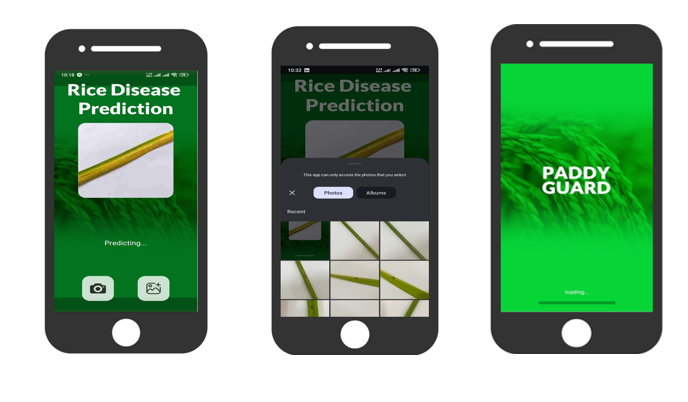 10:18
Rice Disease
Prediction
Predicting...
10:32
Rice Disease
Prediction
This app can only access the photos that you select
Photos
Albums
Recent
PADDY
GUARD
loading...